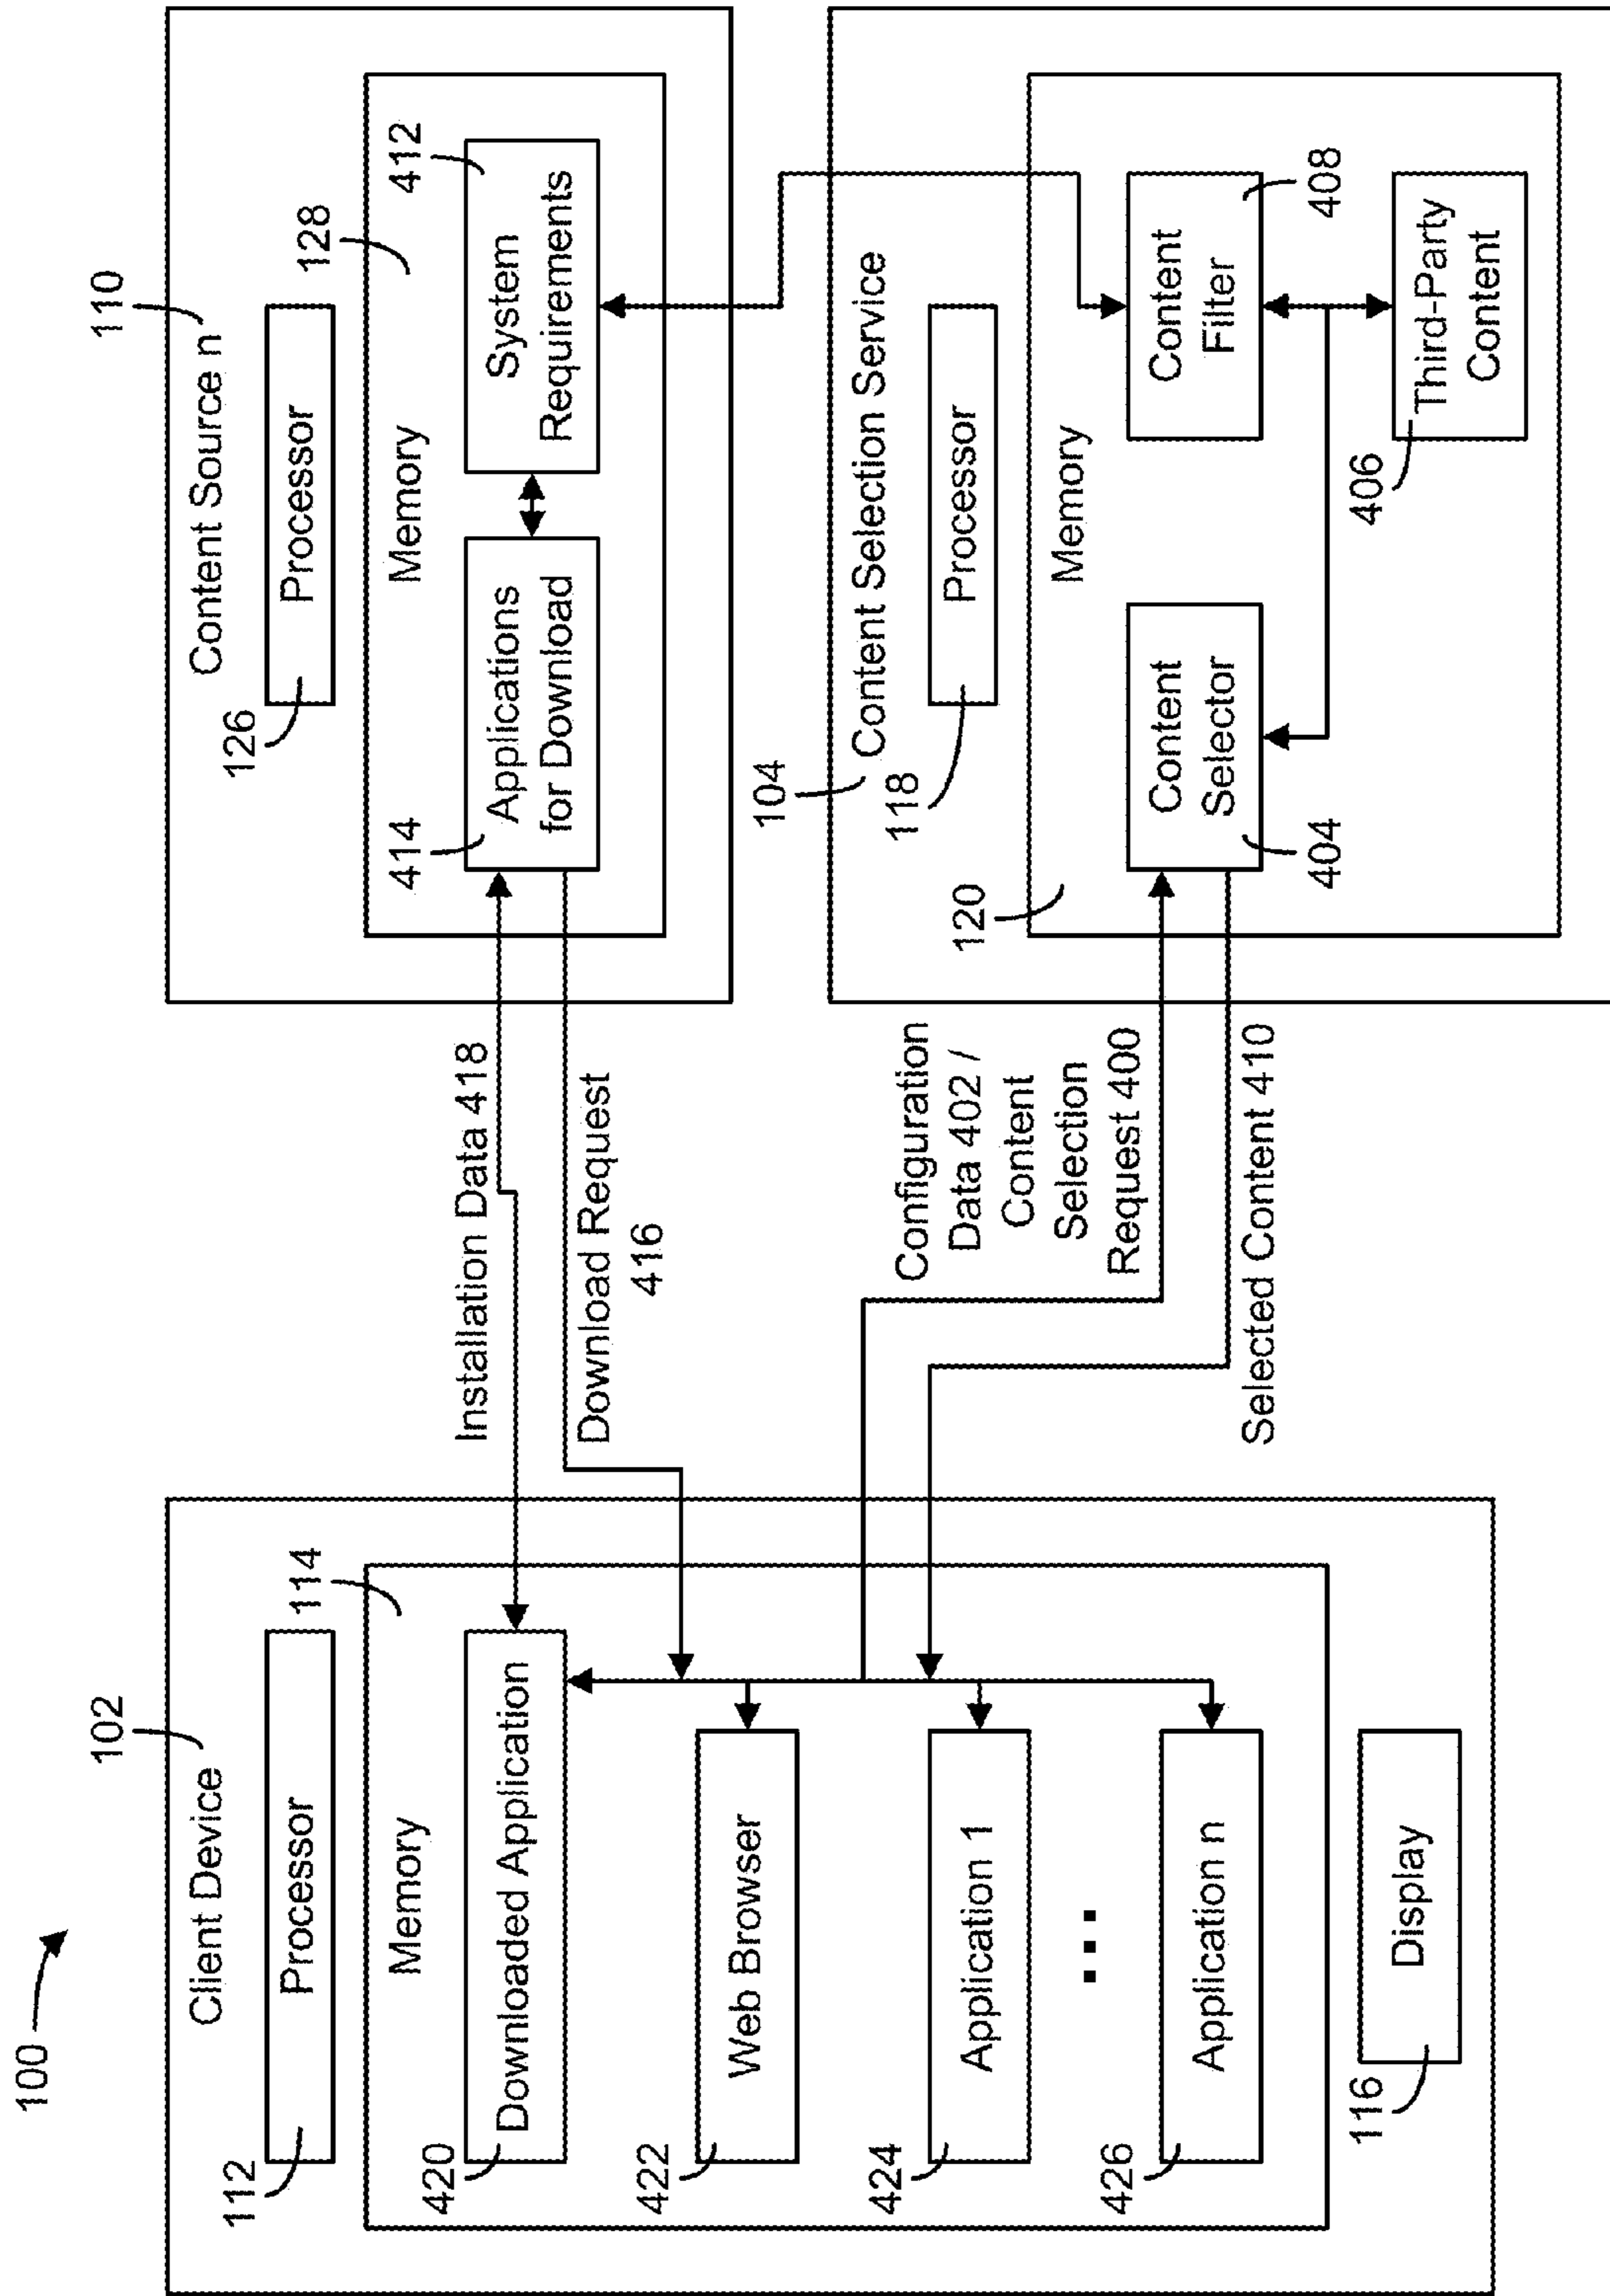 100
102
Client Device
112
Processor
114
Memory
420
Downloaded Application
422
Web Browser
424
Application 1
...
426
Application n
116
Display
Installation Data 418
Download Request
416
Configuration
Data 402 /
Content
Selection
Request 400
Selected Content 410
110
Content Source n
126
Processor
128
Memory
414
Applications
for Download
412
System
Requirements
104
Content Selection Service
118
Processor
120
Memory
Content
Selector
404
Content
Filter
408
406
Third-Party
Content